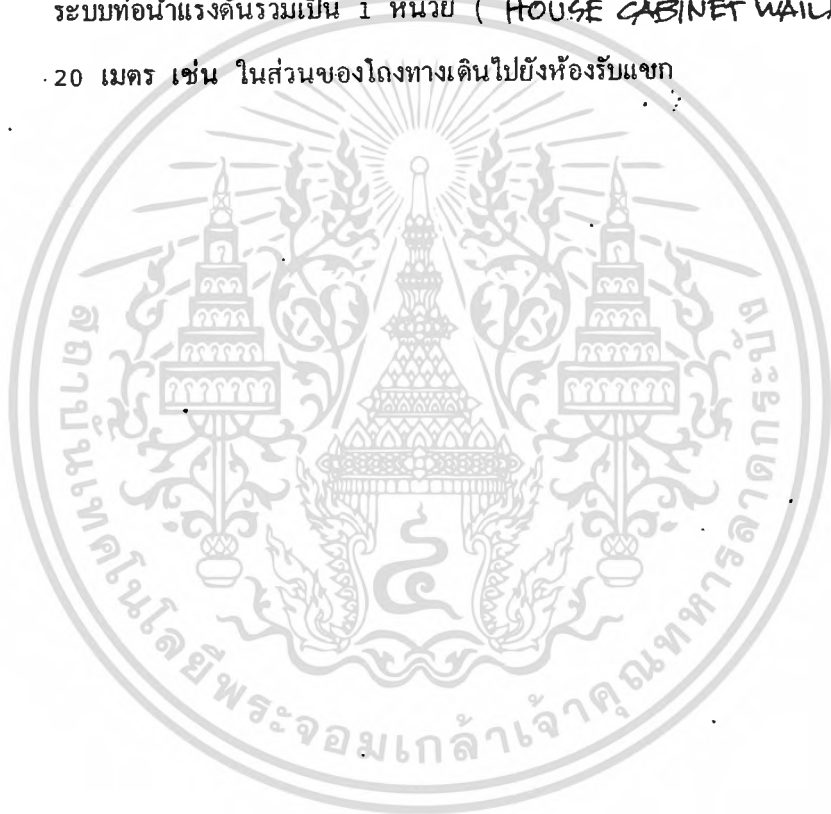 ระบบท่อน้ำแรงดันรวมเป็น 1 หน่วย ( HOUSE CABINET WAIL
20 เมตร เช่น ในส่วนของโถงทางเดินไปยังห้องรับแขก
สถาบันเทคโนโลยีพระจอมเกล้าเจ้าคุณทหารลาดกระบัง